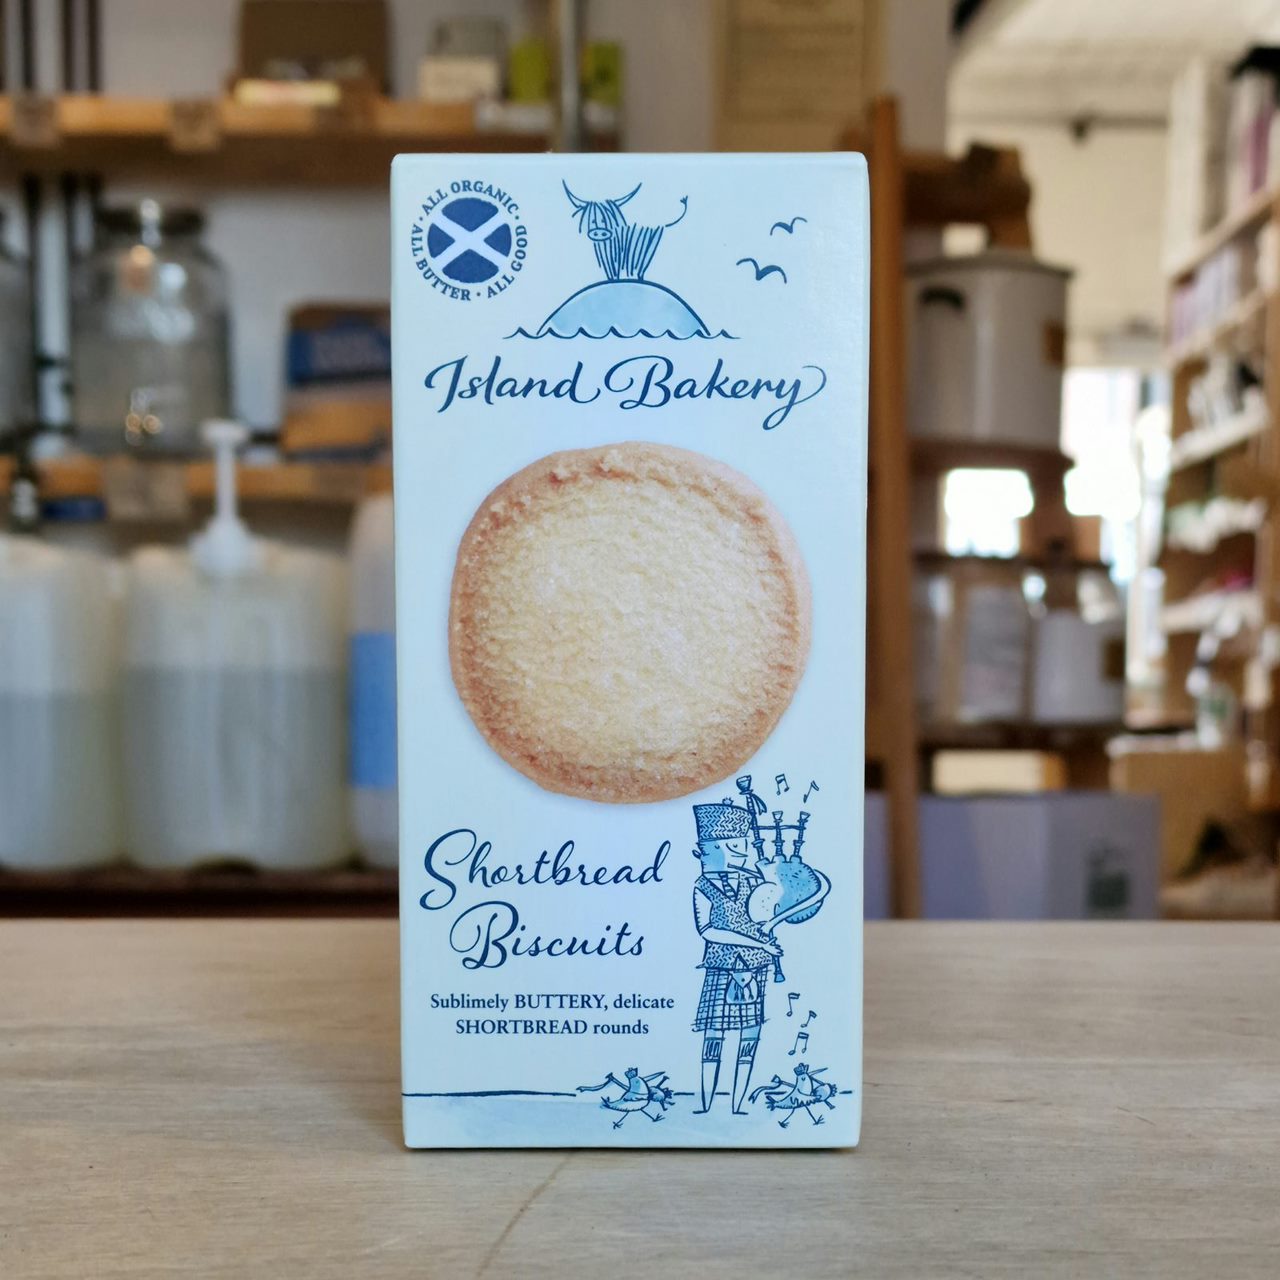 ALL ORGANIC · ALL GOOD · ALL BUTTER ·
Island Bakery
Shortbread
Biscuits
Sublimely BUTTERY, delicate
SHORTBREAD rounds